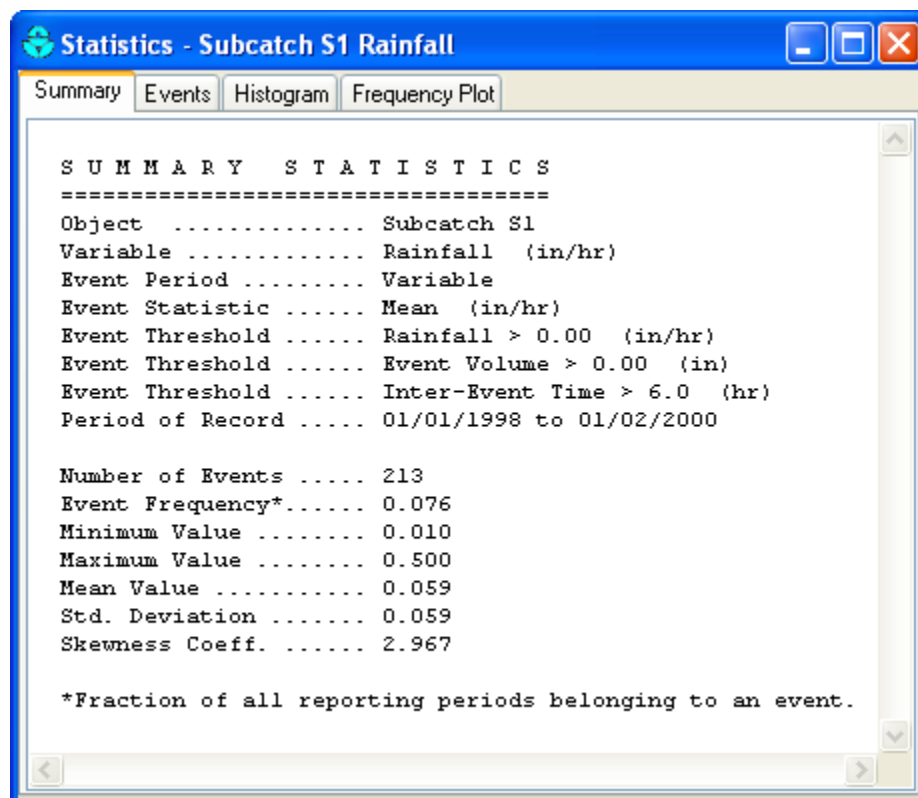 Statistics - Subcatch S1 Rainfall
Summary Events Histogram Frequency Plot
S U M M A R Y   S T A T I S T I C S
===================================
Object .............. Subcatch S1
Variable ............. Rainfall (in/hr)
Event Period ......... Variable
Event Statistic ...... Mean (in/hr)
Event Threshold ...... Rainfall > 0.00 (in/hr)
Event Threshold ...... Event Volume > 0.00 (in)
Event Threshold ...... Inter-Event Time > 6.0 (hr)
Period of Record ..... 01/01/1998 to 01/02/2000
Number of Events ..... 213
Event Frequency*...... 0.076
Minimum Value ........ 0.010
Maximum Value ........ 0.500
Mean Value ........... 0.059
Std. Deviation ....... 0.059
Skewness Coeff. ...... 2.967
*Fraction of all reporting periods belonging to an event.